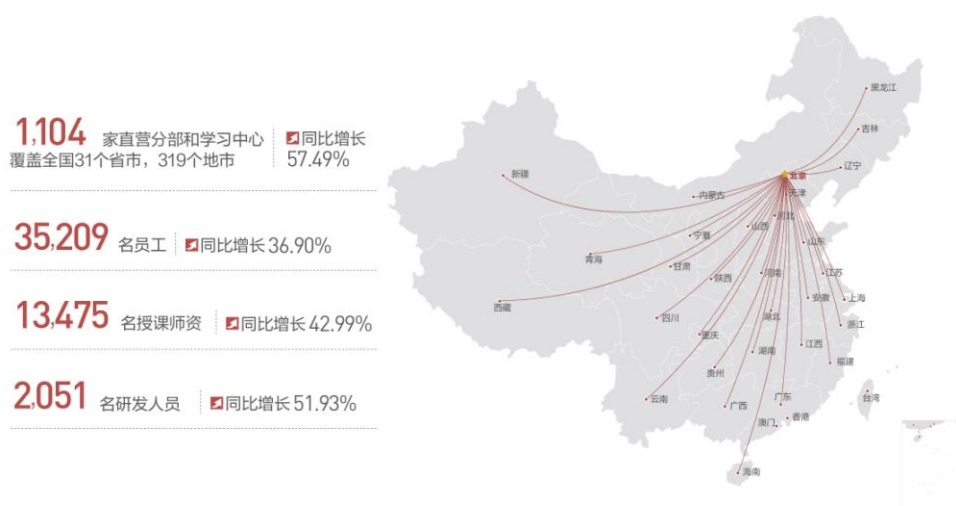 1,104 家直营分部和学习中心 同比增长
覆盖全国31个省市，319个地市 57.49%
35,209 名员工 同比增长 36.90%
13,475 名授课师资 同比增长 42.99%
2,051 名研发人员 同比增长 51.93%
黑龙江
吉林
辽宁
北京
天津
新疆
内蒙古
河北
山西
宁夏
山东
青海
甘肃
陕西
河南
江苏
西藏
安徽
上海
四川
湖北
浙江
重庆
湖南
江西
福建
贵州
云南
广西
广东
台湾
香港
澳门
海南